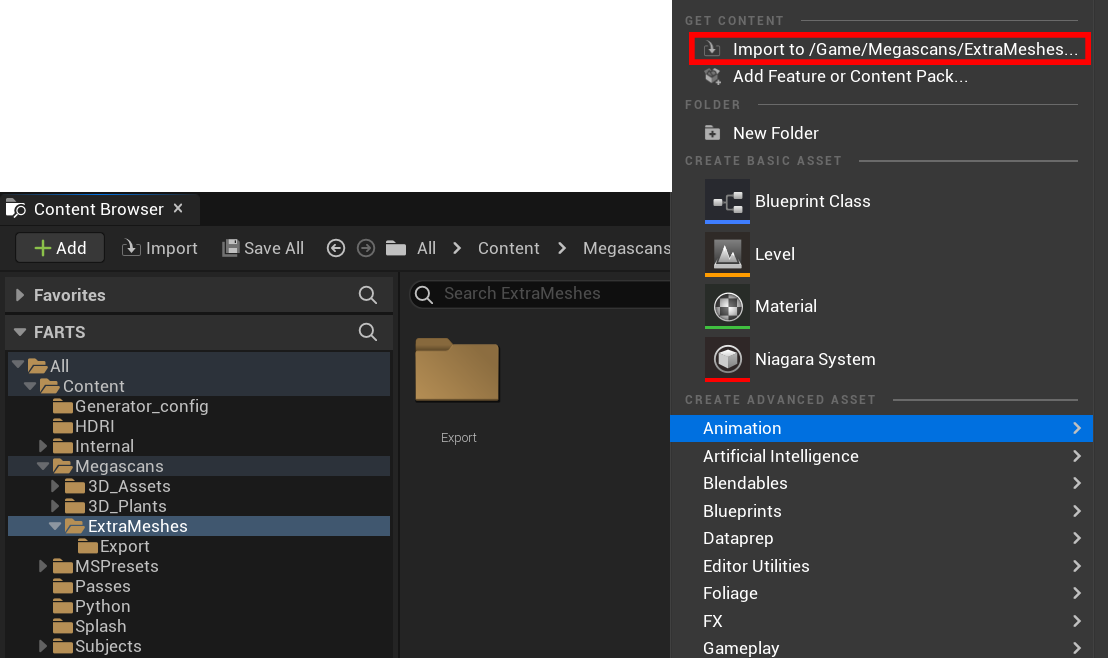 GET CONTENT
Import to /Game/Megascans/ExtraMeshes...
Add Feature or Content Pack...
FOLDER
New Folder
CREATE BASIC ASSET
Blueprint Class
Level
Material
Niagara System
CREATE ADVANCED ASSET
Animation
Artificial Intelligence
Blendables
Blueprints
Dataprep
Editor Utilities
Foliage
FX
Gameplay
Content Browser
Add Import Save All All Content Megascans
Favorites
Search ExtraMeshes
FARTS
All
Content
Generator_config
HDRI
Internal
Megascans
3D_Assets
3D_Plants
ExtraMeshes
Export
MSPresets
Passes
Python
Splash
Subjects
Export